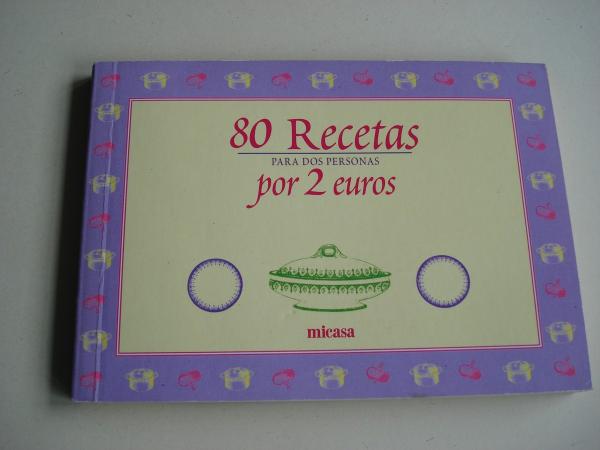 80 Recetas
PARA DOS PERSONAS
por 2 euros
micasa